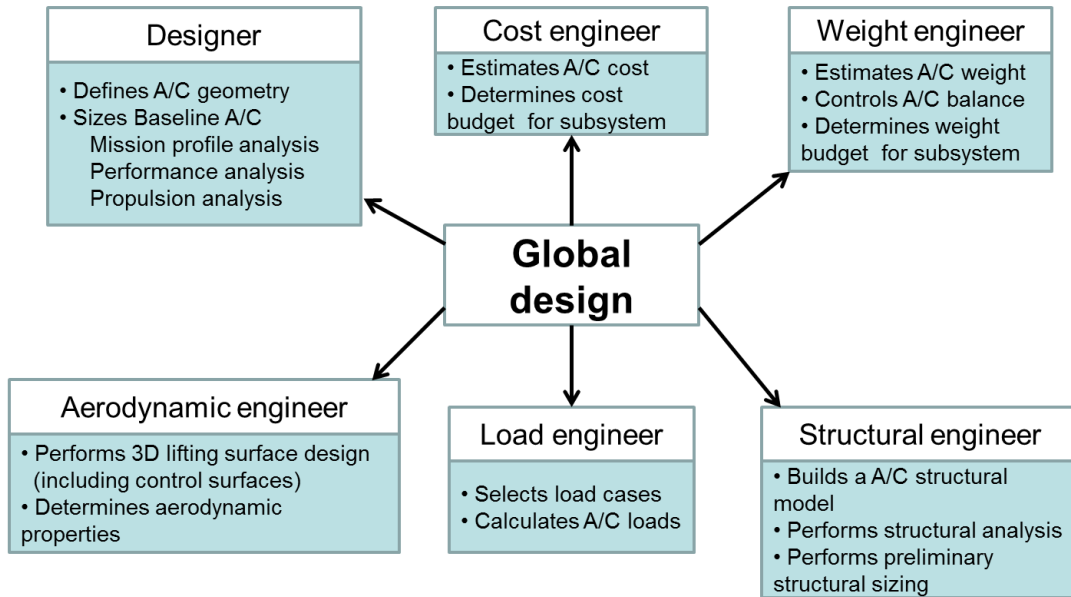 Designer
• Defines A/C geometry
• Sizes Baseline A/C
Mission profile analysis
Performance analysis
Propulsion analysis
Cost engineer
• Estimates A/C cost
• Determines cost
budget for subsystem
Weight engineer
• Estimates A/C weight
• Controls A/C balance
• Determines weight
budget for subsystem
Global
design
Aerodynamic engineer
• Performs 3D lifting surface design
(including control surfaces)
• Determines aerodynamic
properties
Load engineer
• Selects load cases
• Calculates A/C loads
Structural engineer
• Builds a A/C structural
model
• Performs structural analysis
• Performs preliminary
structural sizing